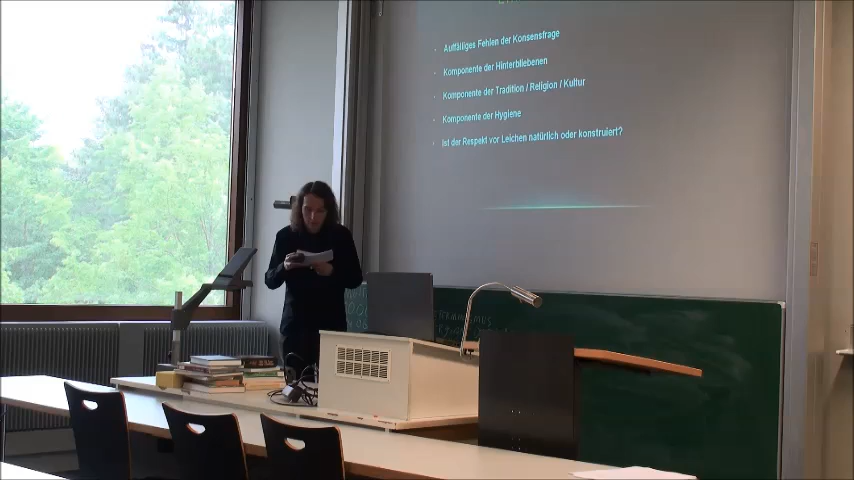 · Auffälliges Fehlen der Konsensfrage
· Komponente der Hinterbliebenen
· Komponente der Tradition / Religion / Kultur
· Komponente der Hygiene
· Ist der Respekt vor Leichen natürlich oder konstruiert?